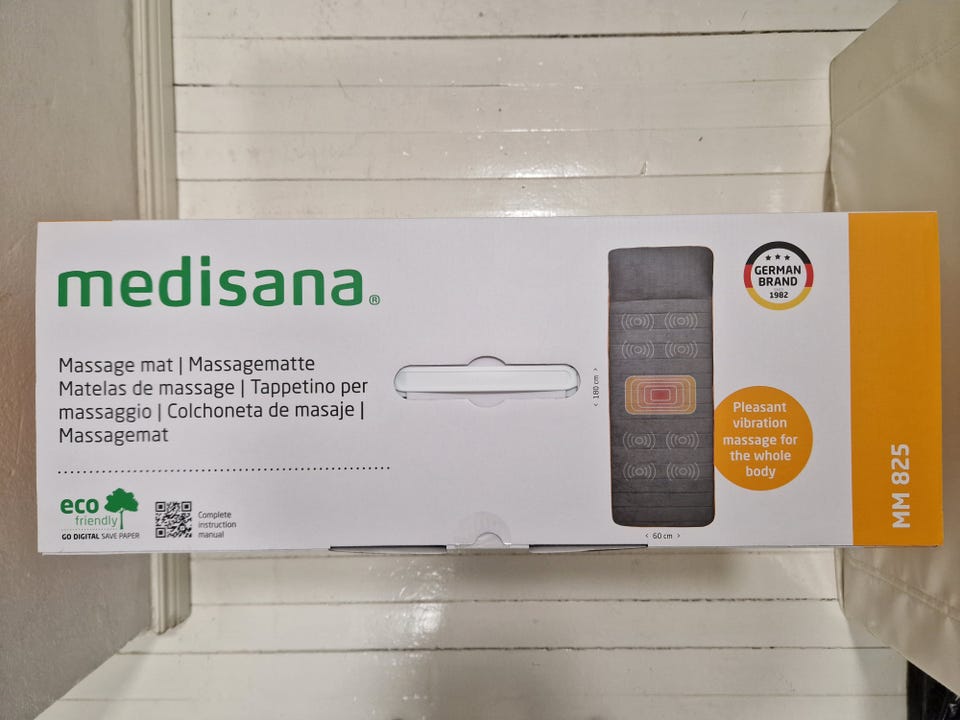 medisana®
Massage mat | Massagematte
Matelas de massage | Tappetino per
massaggio | Colchoneta de masaje |
Massagemat
eco
friendly
GO DIGITAL SAVE PAPER
Complete
instruction
manual
‹ 180 cm ›
‹ 60 cm ›
GERMAN
BRAND
1982
Pleasant
vibration
massage for
the whole
body
MM 825